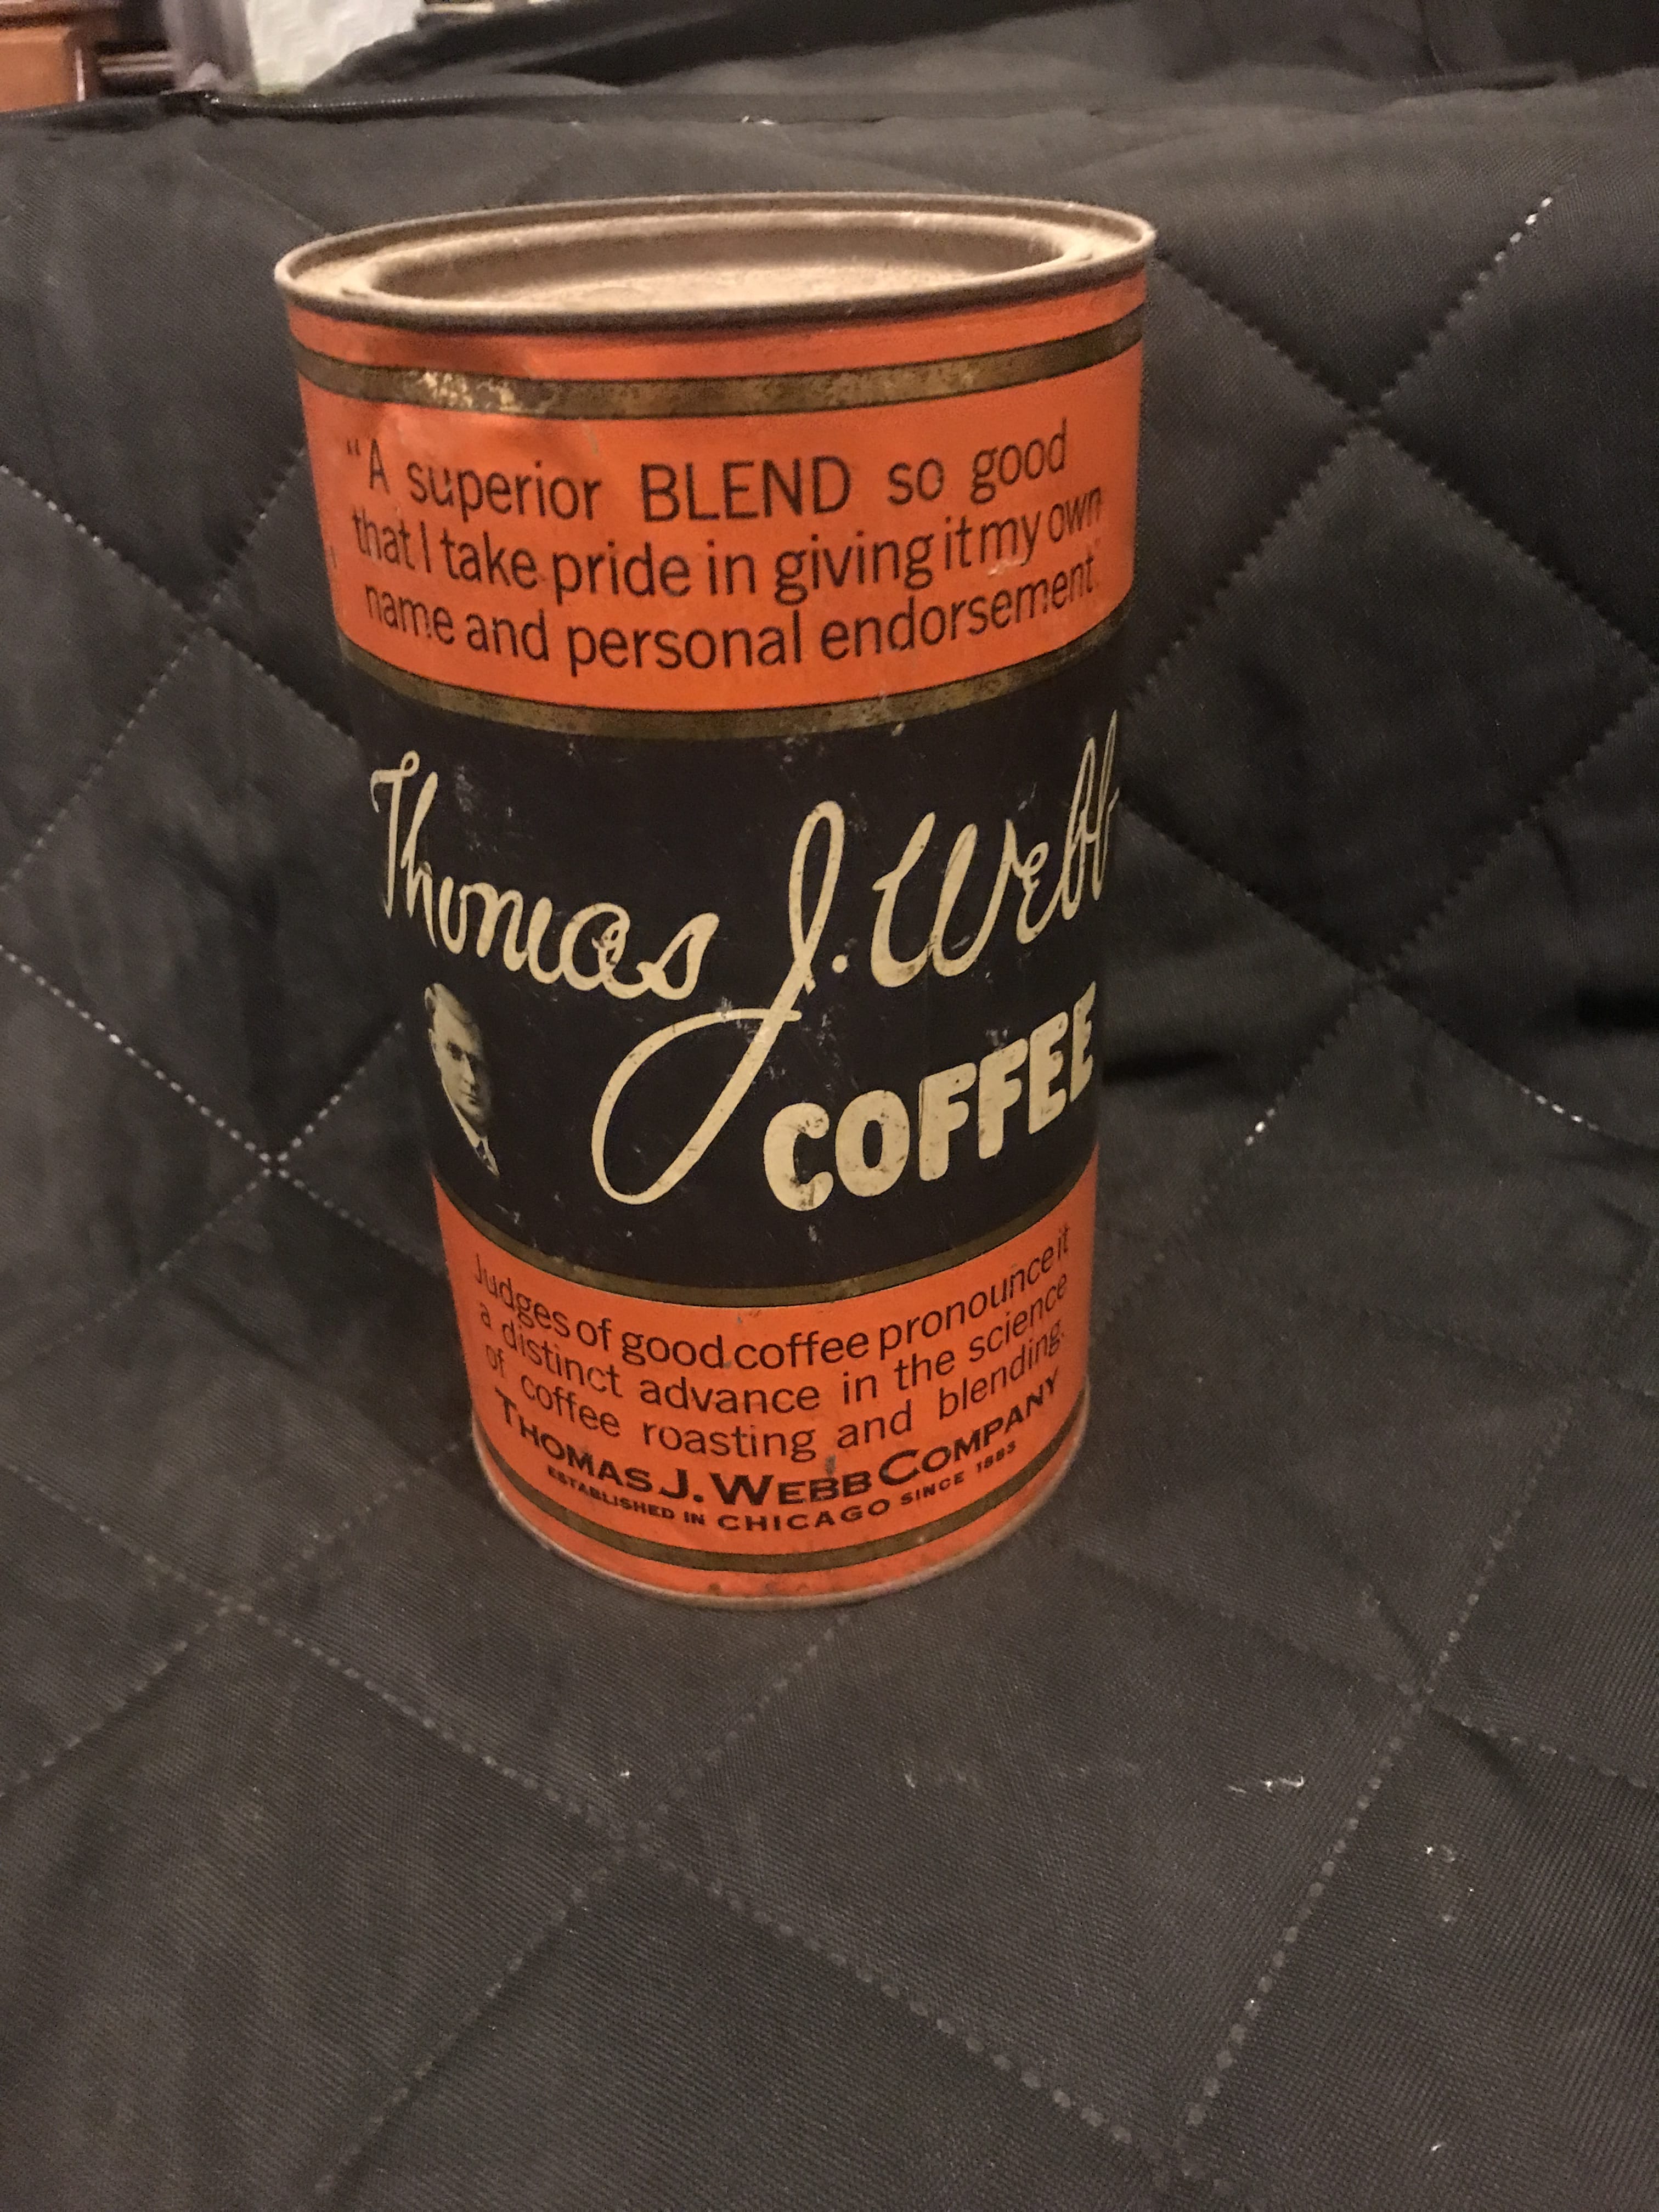 "A superior BLEND so good
that I take pride in giving it my own
name and personal endorsement."
Thomas J. Webb
COFFEE
Judges of good coffee pronounce it
a distinct advance in the science
of coffee roasting and blending.
THOMAS J. WEBB COMPANY
ESTABLISHED IN CHICAGO SINCE 1883